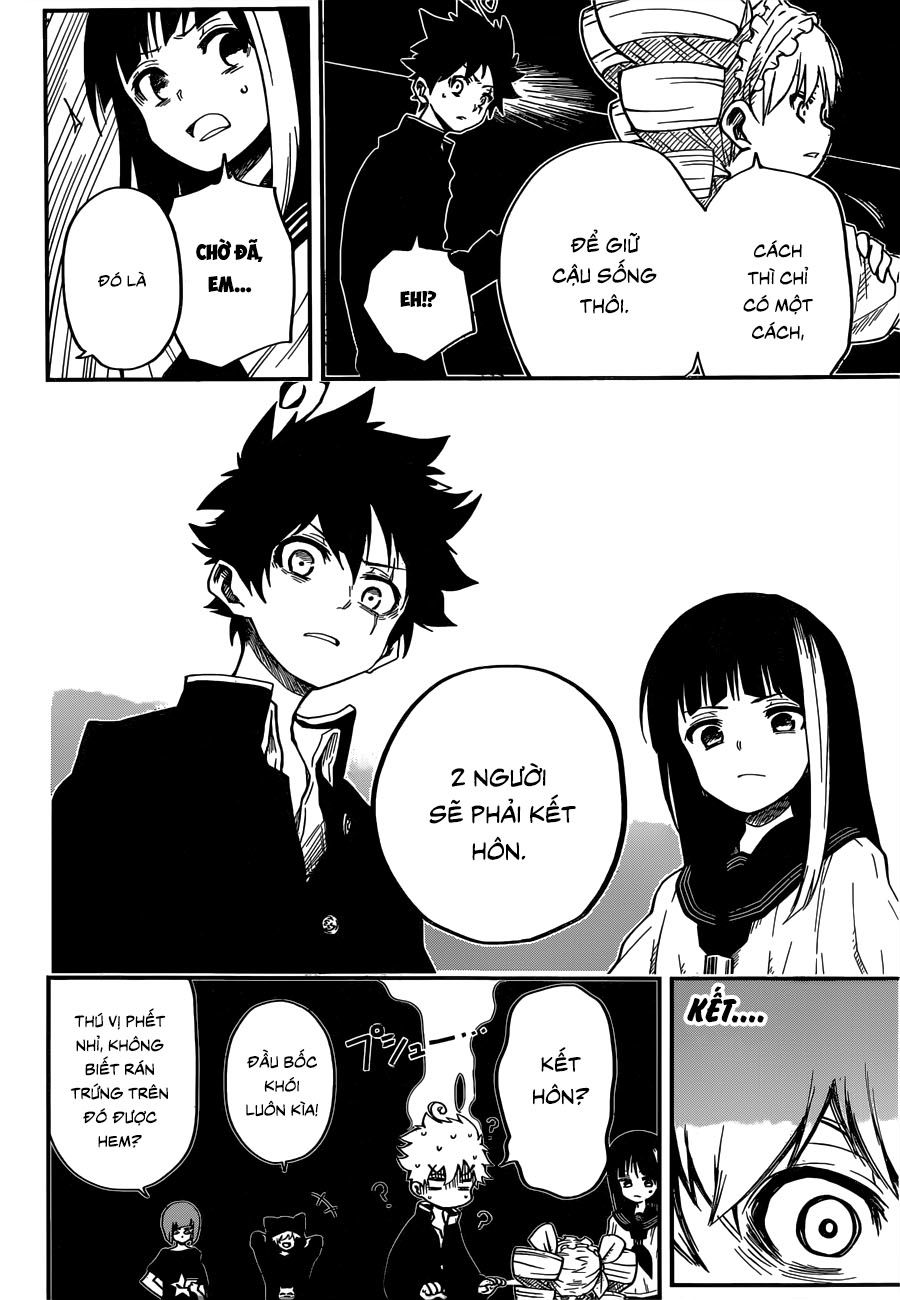 CÁCH
THÌ CHỈ
CÓ MỘT
CÁCH,
ĐỂ GIỮ
CẬU SỐNG
THÔI.
EH!?
CHỜ ĐÃ,
EM...
ĐÓ LÀ
2 NGƯỜI
SẼ PHẢI KẾT
HÔN.
KẾT....
KẾT
HÔN?
プシュー・・
ĐẦU BỐC
KHÓI
LUÔN KÌA!
THÚ VỊ PHẾT
NHỈ, KHÔNG
BIẾT RÁN
TRỨNG TRÊN
ĐÓ ĐƯỢC
HEM?
?
?
?